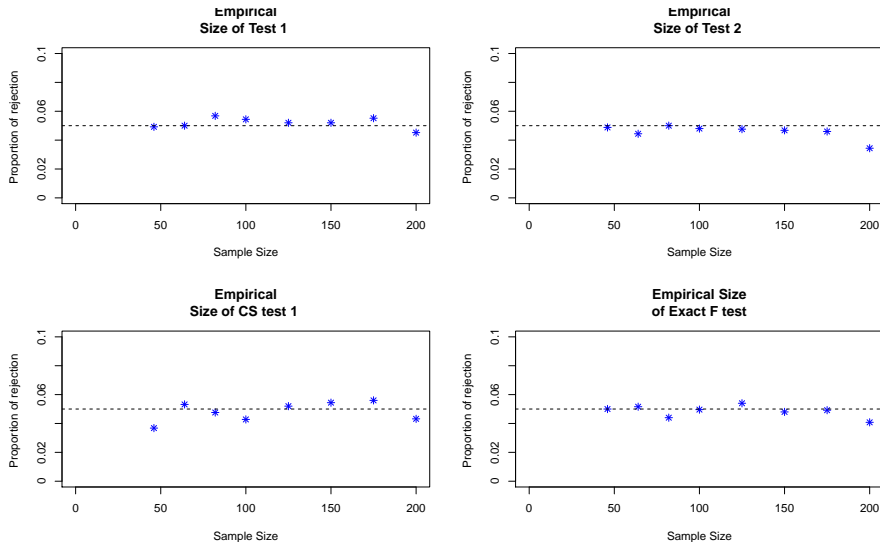 Empirical
Size of Test 1
Proportion of rejection
0 0.02 0.06 0.1
0 50 100 150 200
Sample Size
Empirical
Size of Test 2
Proportion of rejection
0 0.02 0.06 0.1
0 50 100 150 200
Sample Size
Empirical
Size of CS test 1
Proportion of rejection
0 0.02 0.06 0.1
0 50 100 150 200
Sample Size
Empirical Size
of Exact F test
Proportion of rejection
0 0.02 0.06 0.1
0 50 100 150 200
Sample Size